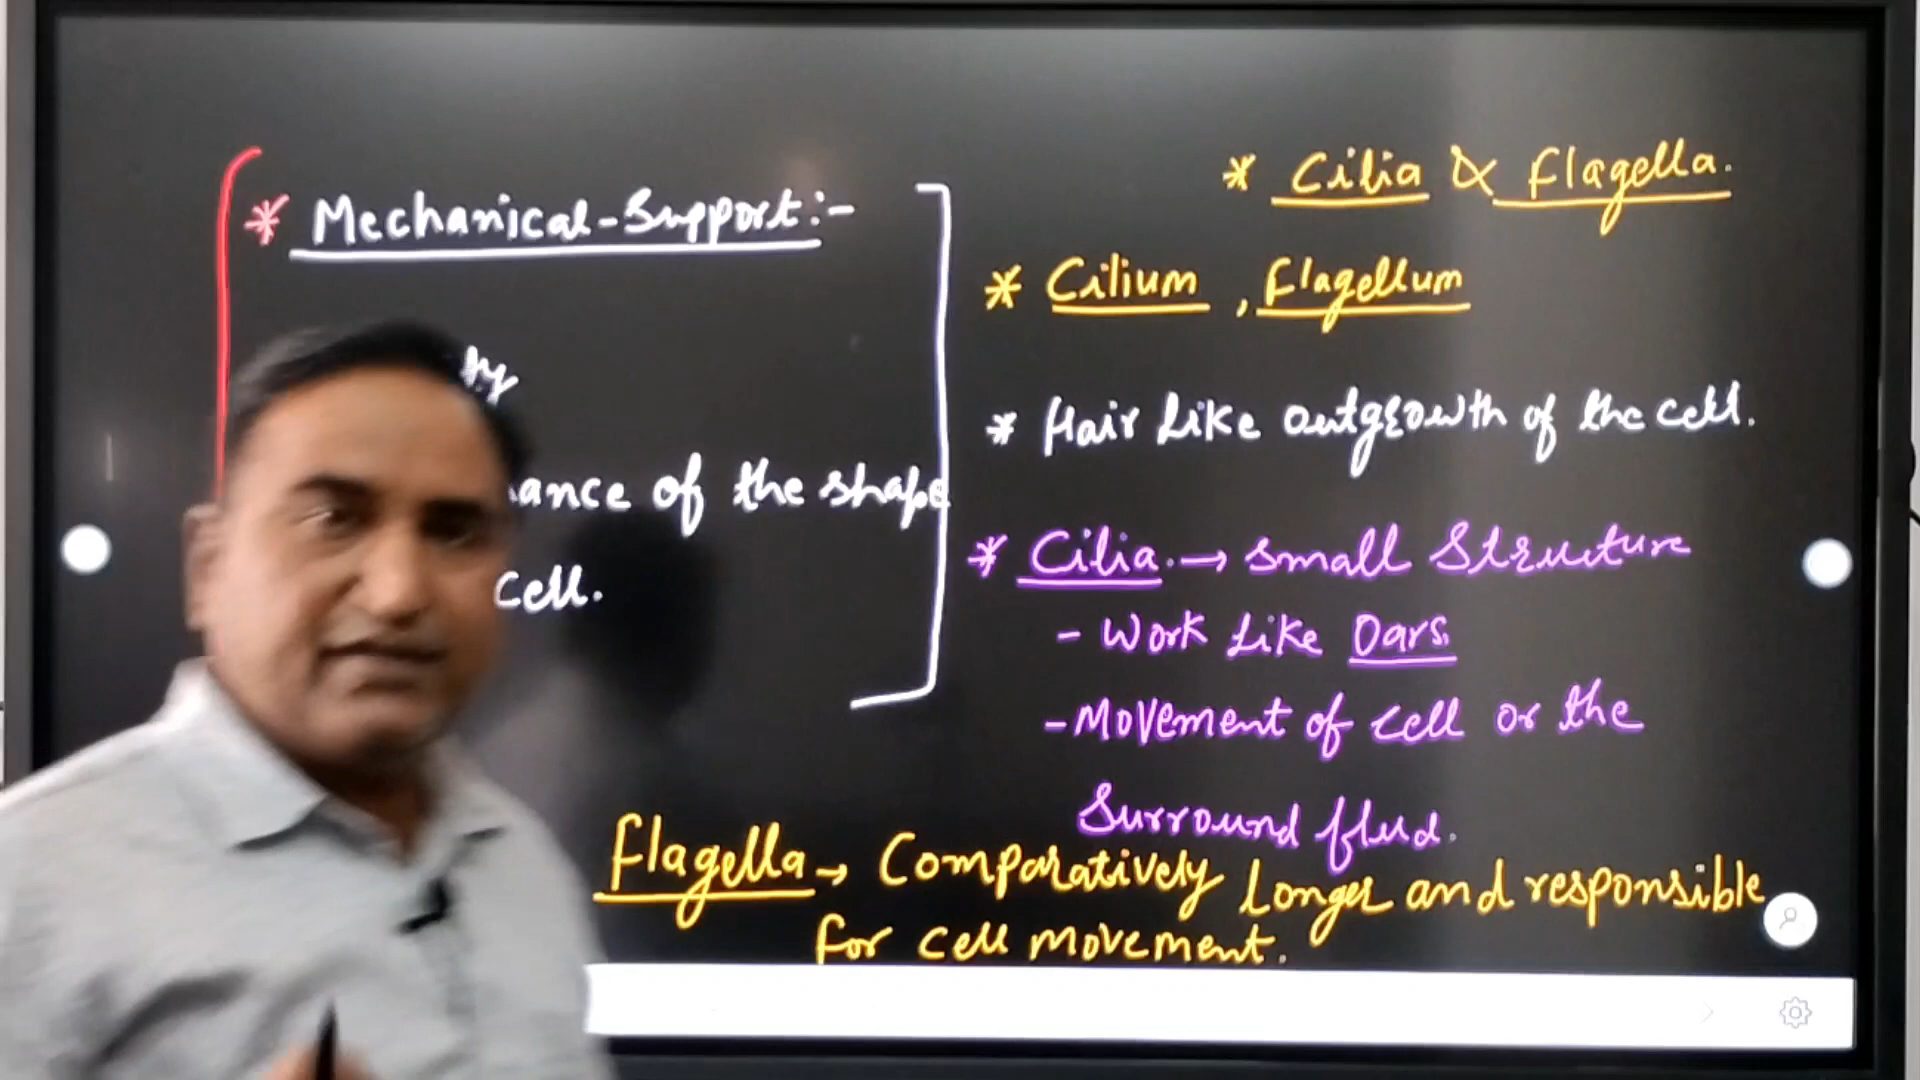 * Mechanical-Support:-
of the shape
Cell.
* Cilia & Flagella.
* Cilium, Flagellum
* Hair Like Outgrowth of the cell.
* Cilia. → Small Structure
- Work Like Oars.
- Movement of cell or the
Surround flud.
Flagella → Comparatively Longer and responsible
for cell movement.